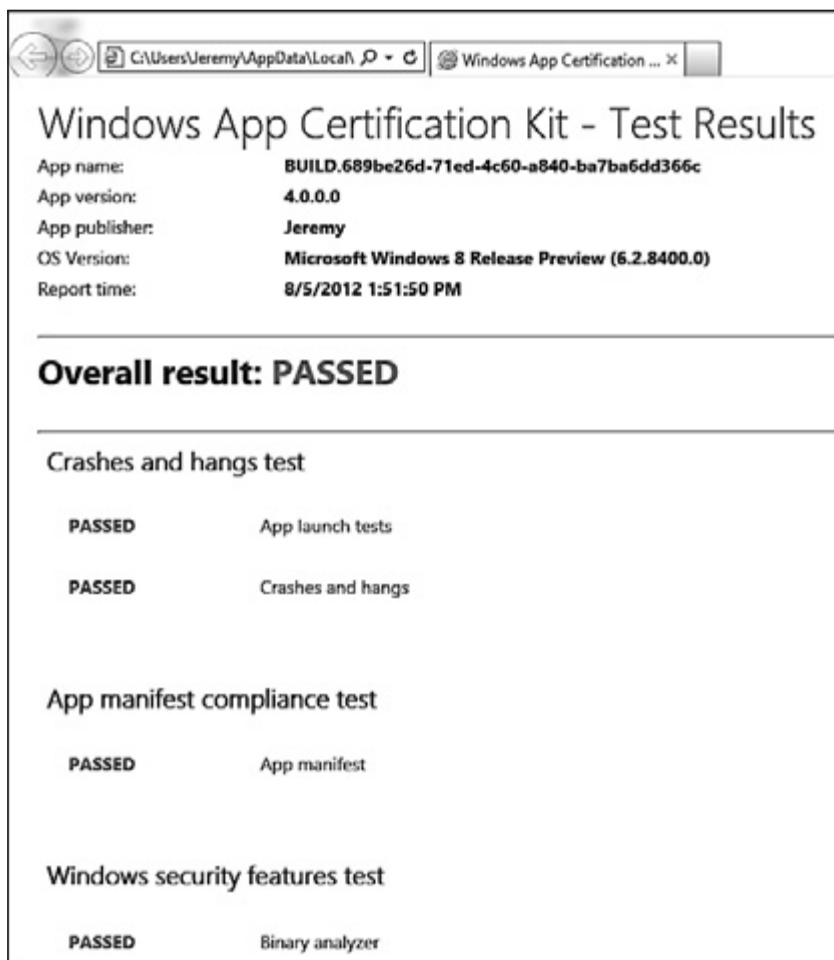 C:\Users\Jeremy\AppData\Local\
Windows App Certification ...
Windows App Certification Kit - Test Results
App name: BUILD.689be26d-71ed-4c60-a840-ba7ba6dd366c
App version: 4.0.0.0
App publisher: Jeremy
OS Version: Microsoft Windows 8 Release Preview (6.2.8400.0)
Report time: 8/5/2012 1:51:50 PM
Overall result: PASSED
Crashes and hangs test
PASSED App launch tests
PASSED Crashes and hangs
App manifest compliance test
PASSED App manifest
Windows security features test
PASSED Binary analyzer